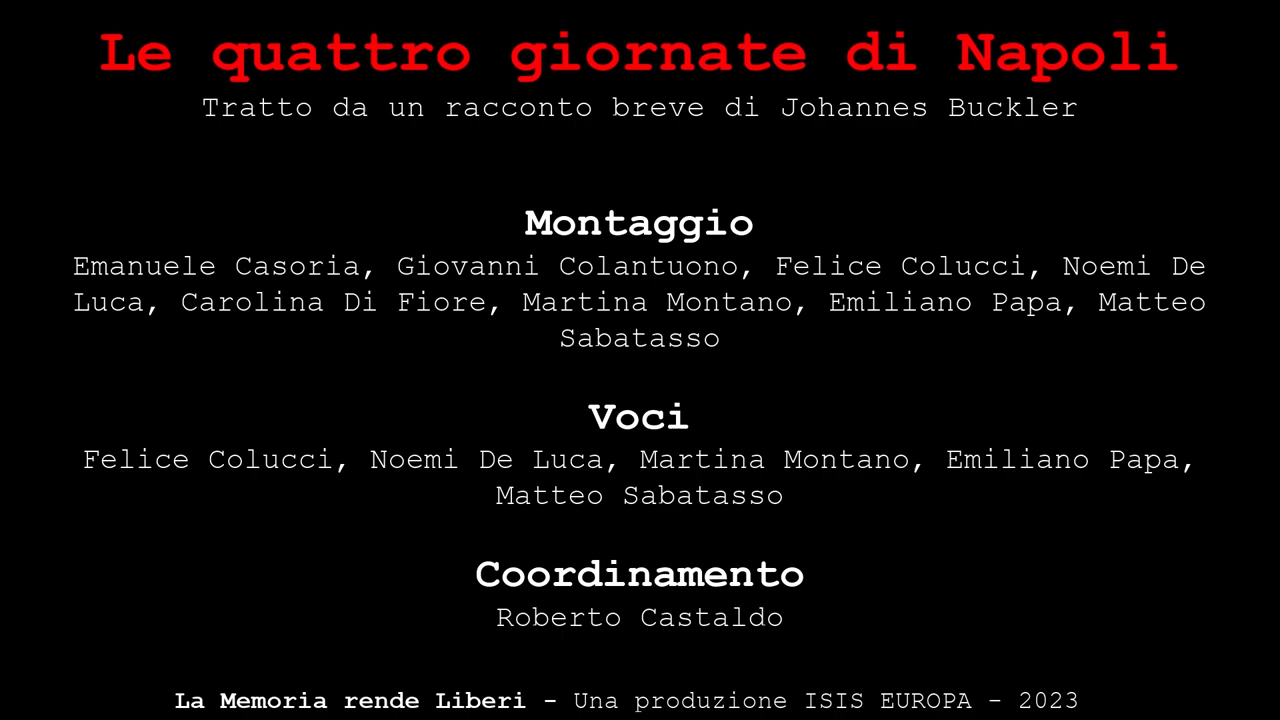 Le quattro giornate di Napoli
Tratto da un racconto breve di Johannes Buckler
Montaggio
Emanuele Casoria, Giovanni Colantuono, Felice Colucci, Noemi De
Luca, Carolina Di Fiore, Martina Montano, Emiliano Papa, Matteo
Sabatasso
Voci
Felice Colucci, Noemi De Luca, Martina Montano, Emiliano Papa,
Matteo Sabatasso
Coordinamento
Roberto Castaldo
La Memoria rende Liberi - Una produzione ISIS EUROPA - 2023